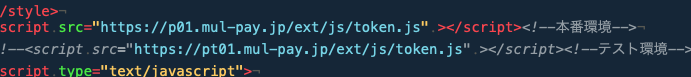 /style>
script src="https://p01.mul-pay.jp/ext/js/token.js" ></script><!--本番環境-->
!--<script src="https://pt01.mul-pay.jp/ext/js/token.js" ></script><!--テスト環境-->
script type="text/javascript">